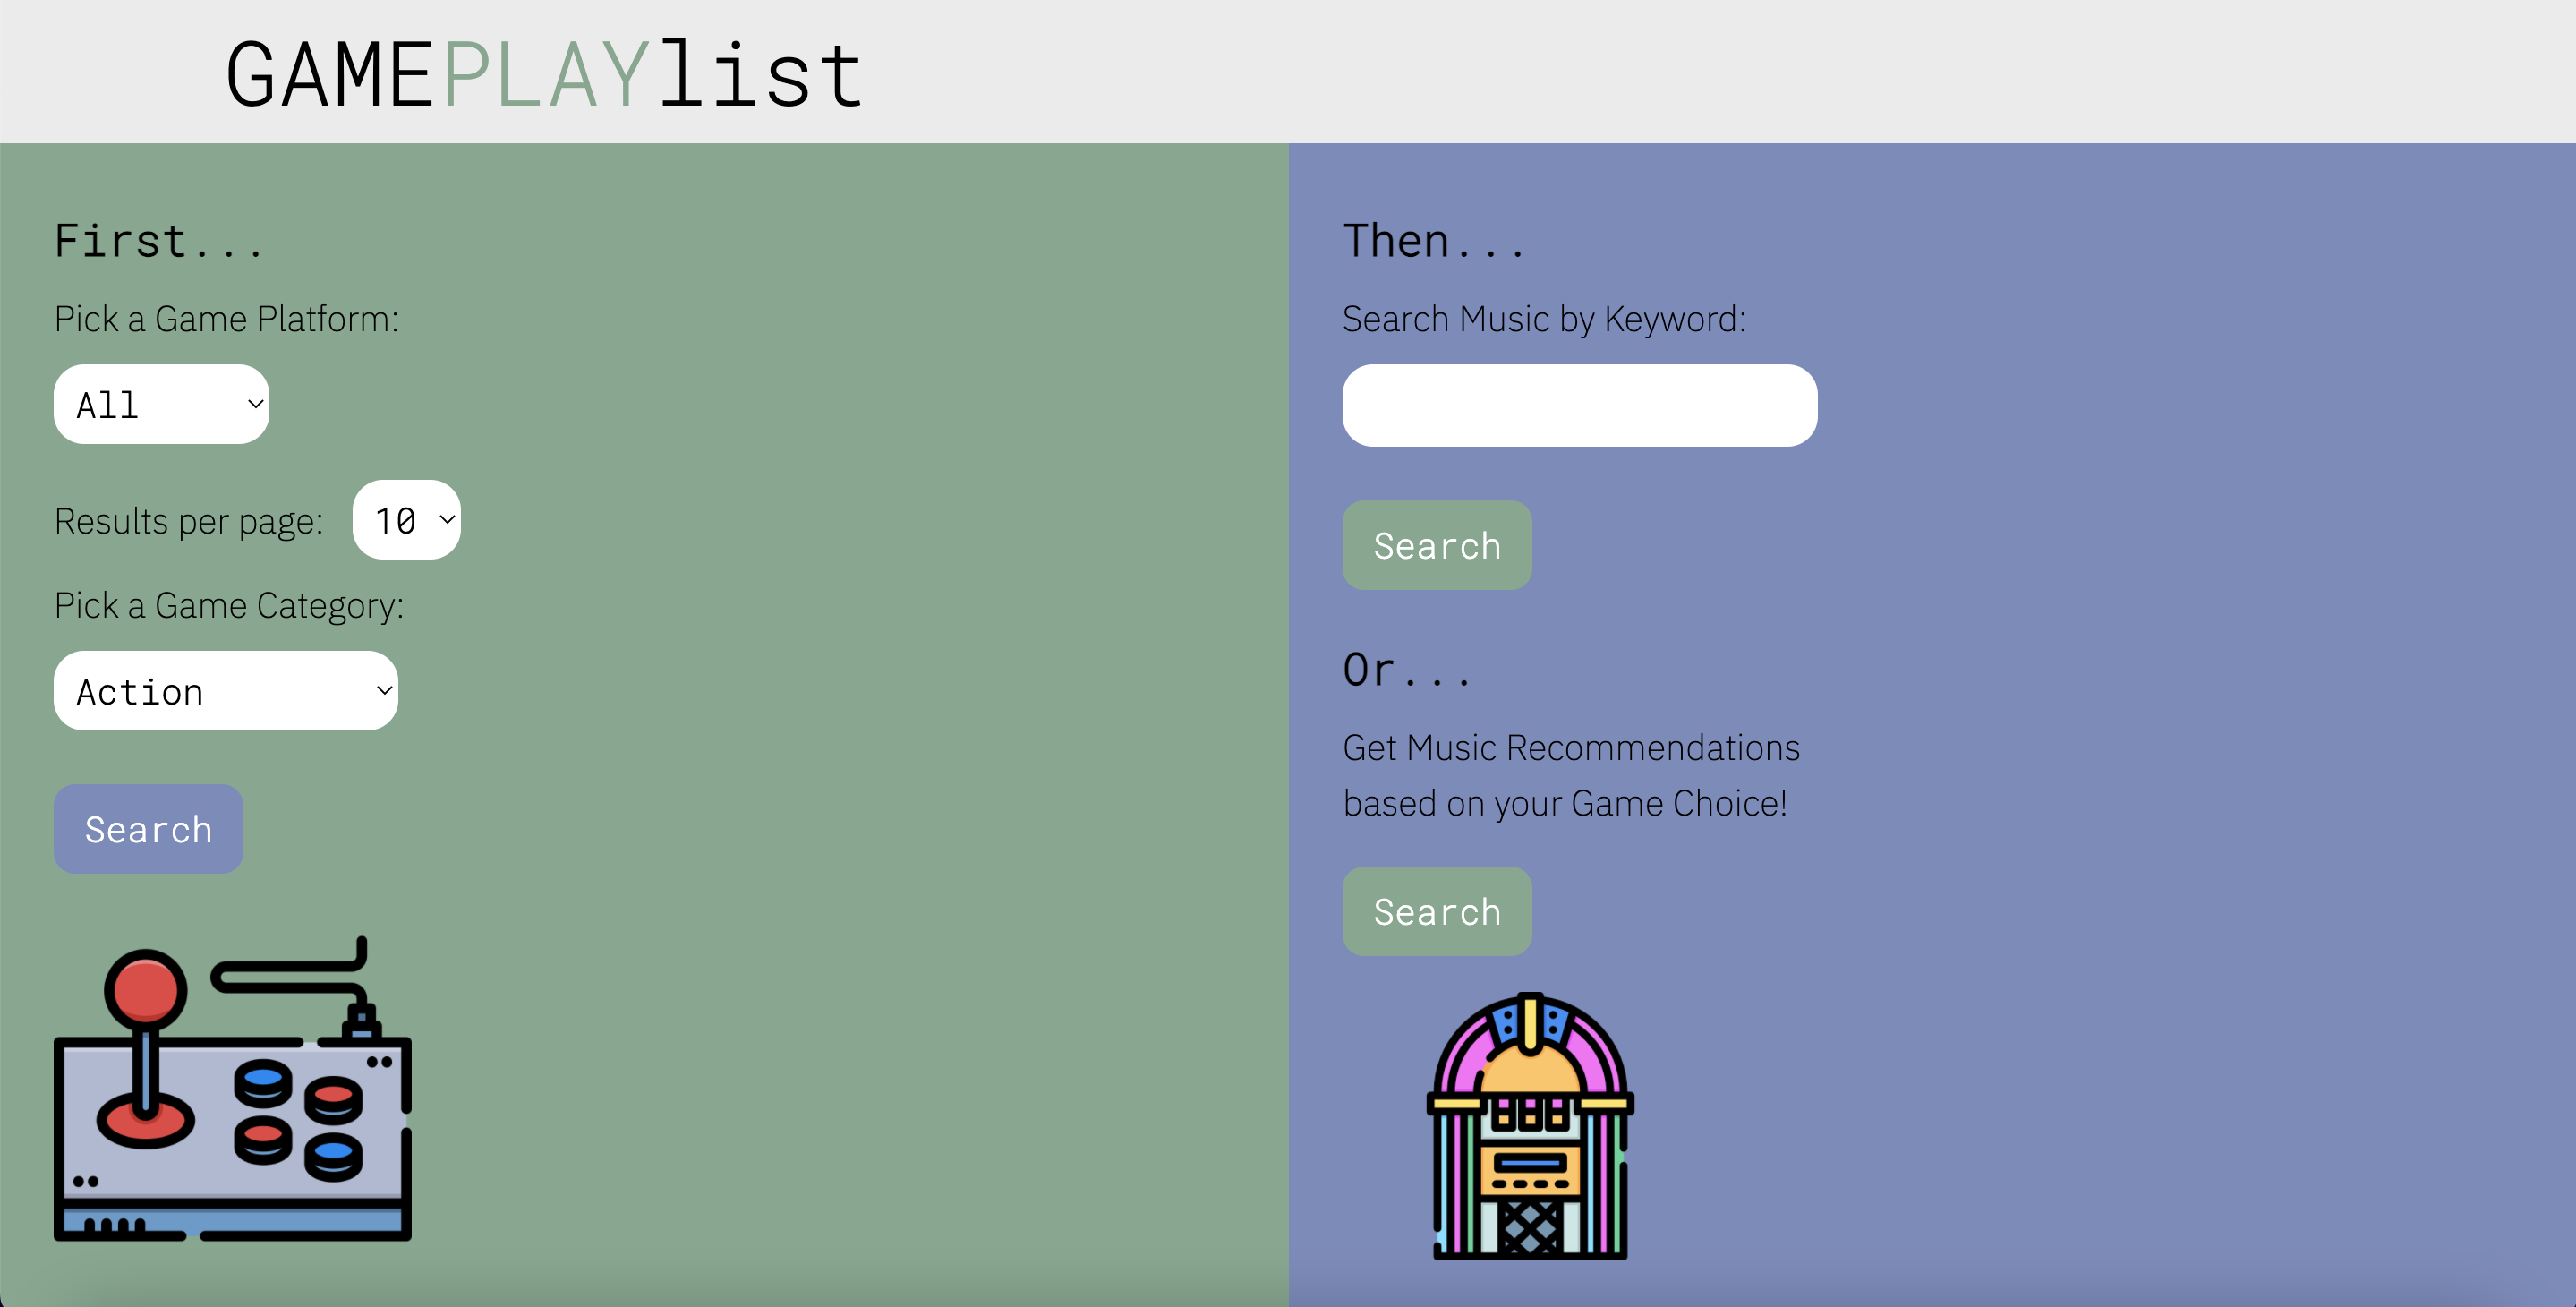 GAMEPLAYlist
First...
Pick a Game Platform:
All
Results per page: 10
Pick a Game Category:
Action
Search
Then...
Search Music by Keyword:
Search
Or...
Get Music Recommendations
based on your Game Choice!
Search